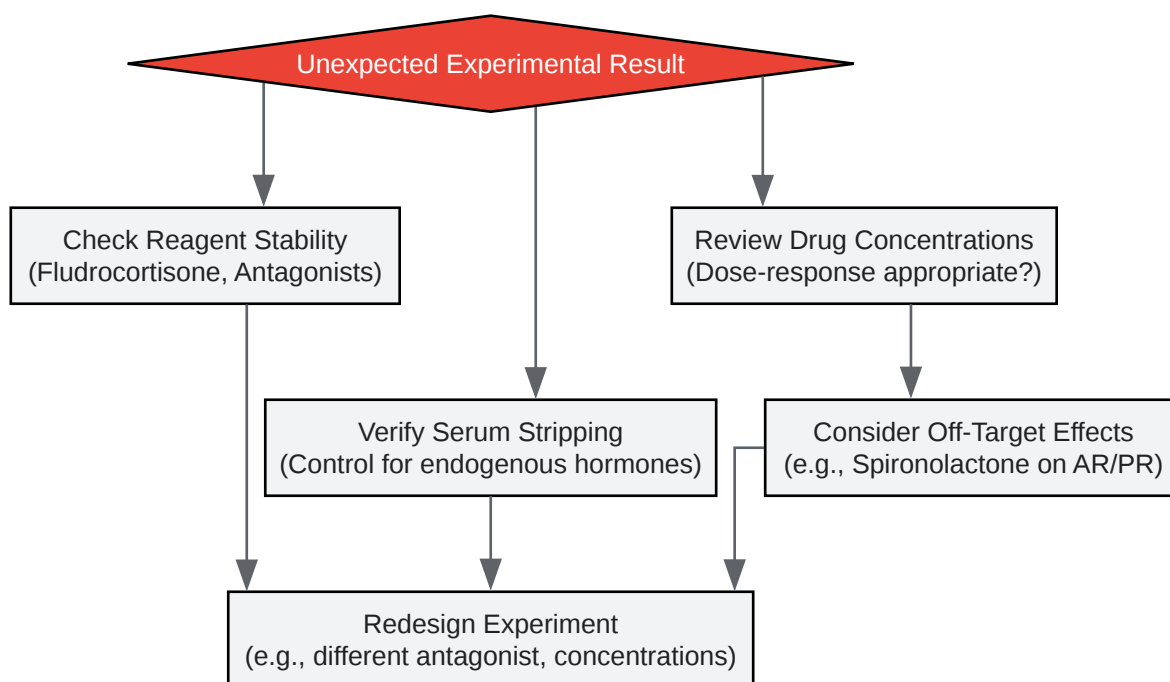 Unexpected Experimental Result
Check Reagent Stability
(Fludrocortisone, Antagonists)
Review Drug Concentrations
(Dose-response appropriate?)
Verify Serum Stripping
(Control for endogenous hormones)
Consider Off-Target Effects
(e.g., Spironolactone on AR/PR)
Redesign Experiment
(e.g., different antagonist, concentrations)